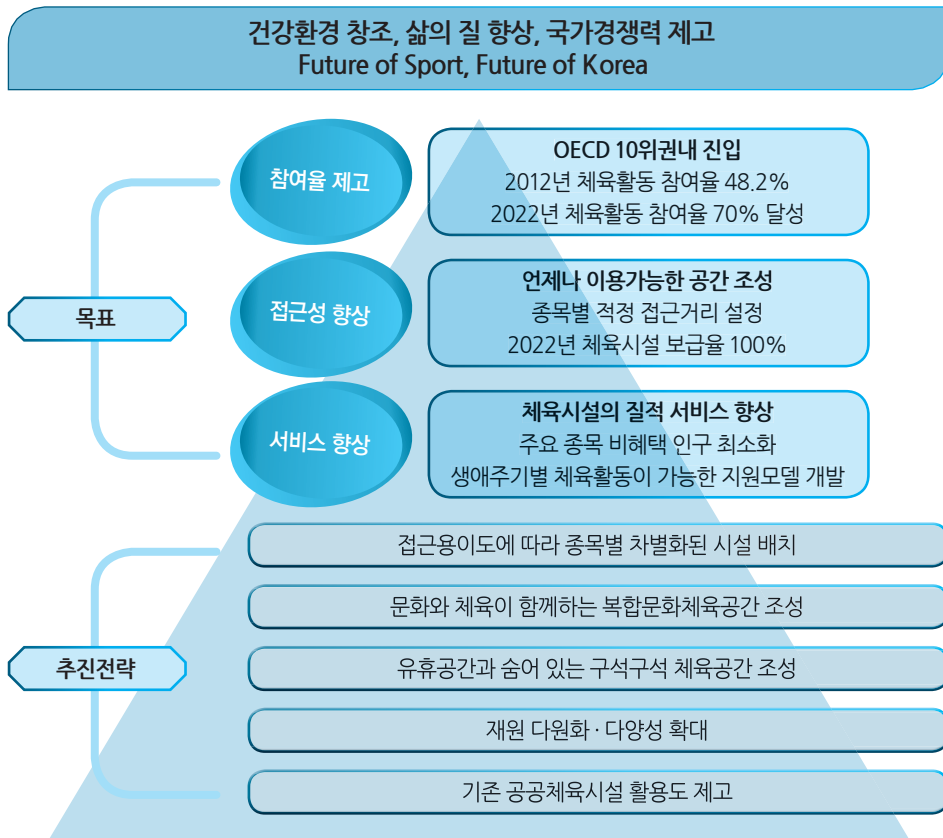 건강환경 창조, 삶의 질 향상, 국가경쟁력 제고
Future of Sport, Future of Korea
목표
참여율 제고
OECD 10위권내 진입
2012년 체육활동 참여율 48.2%
2022년 체육활동 참여율 70% 달성
접근성 향상
언제나 이용가능한 공간 조성
종목별 적정 접근거리 설정
2022년 체육시설 보급율 100%
서비스 향상
체육시설의 질적 서비스 향상
주요 종목 비혜택 인구 최소화
생애주기별 체육활동이 가능한 지원모델 개발
추진전략
접근용이도에 따라 종목별 차별화된 시설 배치
문화와 체육이 함께하는 복합문화체육공간 조성
유휴공간과 숨어 있는 구석구석 체육공간 조성
재원 다원화 · 다양성 확대
기존 공공체육시설 활용도 제고